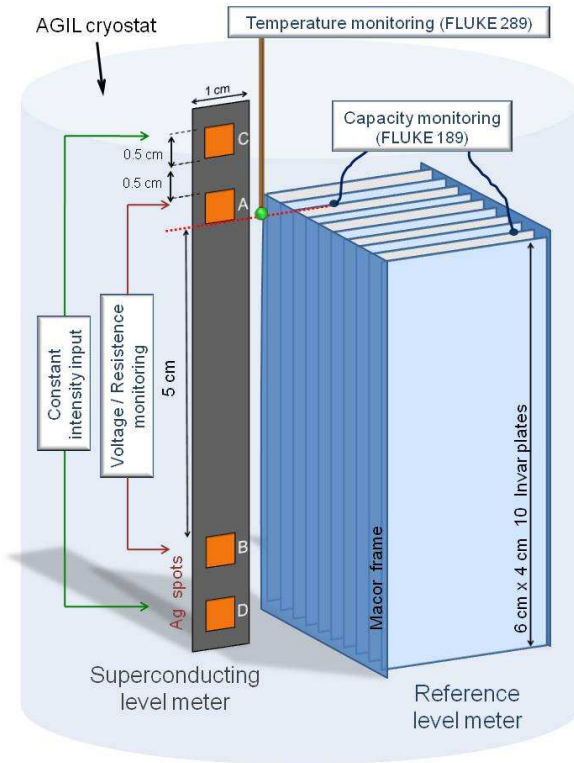 Temperature monitoring (FLUKE 289)
AGIL cryostat
1 cm
Capacity monitoring
(FLUKE 189)
C
0.5 cm
0.5 cm
A
Constant
intensity input
Voltage / Resistence
monitoring
5 cm
B
D
Ag spots
Macor frame
6 cm x 4 cm 10 Invar plates
Superconducting
level meter
Reference
level meter